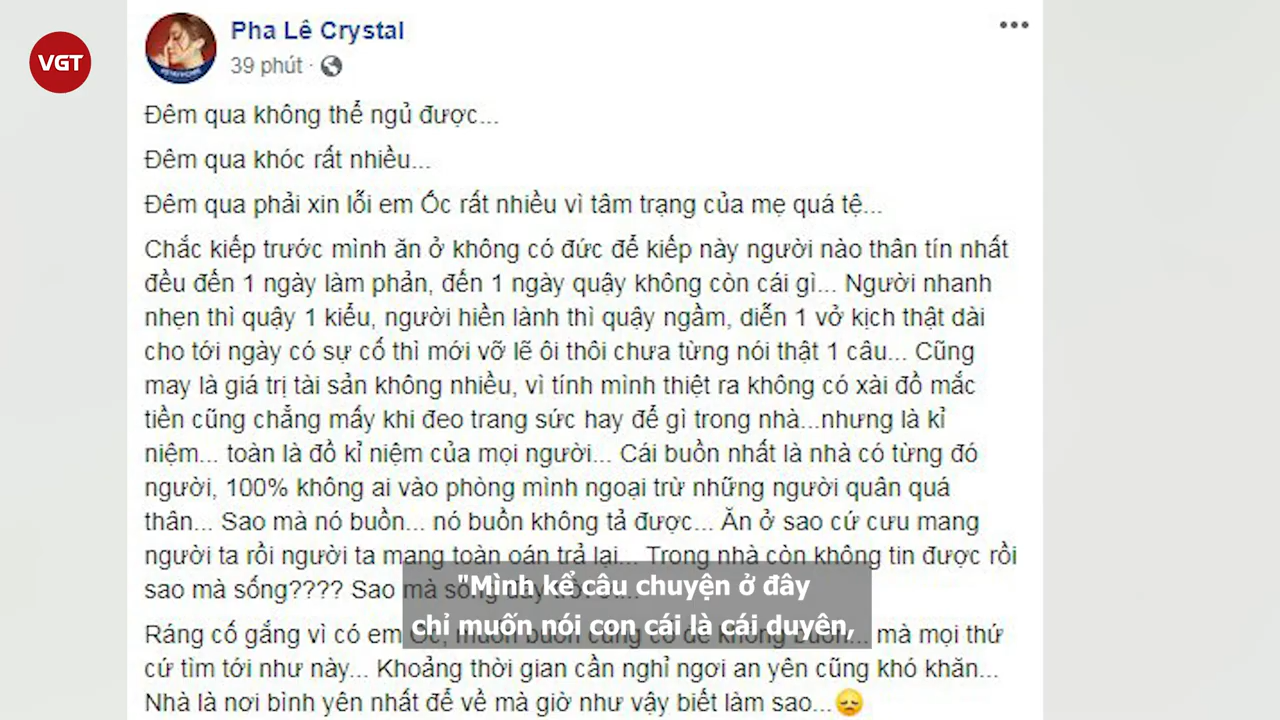 VGT
Pha Lê Crystal
39 phút ·
Đêm qua không thể ngủ được...
Đêm qua khóc rất nhiều...
Đêm qua phải xin lỗi em Ốc rất nhiều vì tâm trạng của mẹ quá tệ...
Chắc kiếp trước mình ăn ở không có đức để kiếp này người nào thân tín nhất
đều đến 1 ngày làm phản, đến 1 ngày quậy không còn cái gì... Người nhanh
nhẹn thì quậy 1 kiểu, người hiền lành thì quậy ngầm, diễn 1 vở kịch thật dài
cho tới ngày có sự cố thì mới vỡ lẽ ôi thôi chưa từng nói thật 1 câu... Cũng
may là giá trị tài sản không nhiều, vì tính mình thiệt ra không có xài đồ mắc
tiền cũng chẳng mấy khi đeo trang sức hay để gì trong nhà...nhưng là kỉ
niệm... toàn là đồ kỉ niệm của mọi người... Cái buồn nhất là nhà có từng đó
người, 100% không ai vào phòng mình ngoại trừ những người quân quá
thân... Sao mà nó buồn... nó buồn không tả được... Ăn ở sao cứ cưu mang
người ta rồi người ta mang toàn oán trả lại... Trong nhà còn không tin được rồi
sao mà sống???? Sao mà
"Mình kể câu chuyện ở đây
chỉ muốn nói con cái là cái duyên,
Ráng cố gắng vì có em mà mọi thứ
cứ tìm tới như này... Khoảng thời gian cần nghỉ ngơi an yên cũng khó khăn...
Nhà là nơi bình yên nhất để về mà giờ như vậy biết làm sao...😞